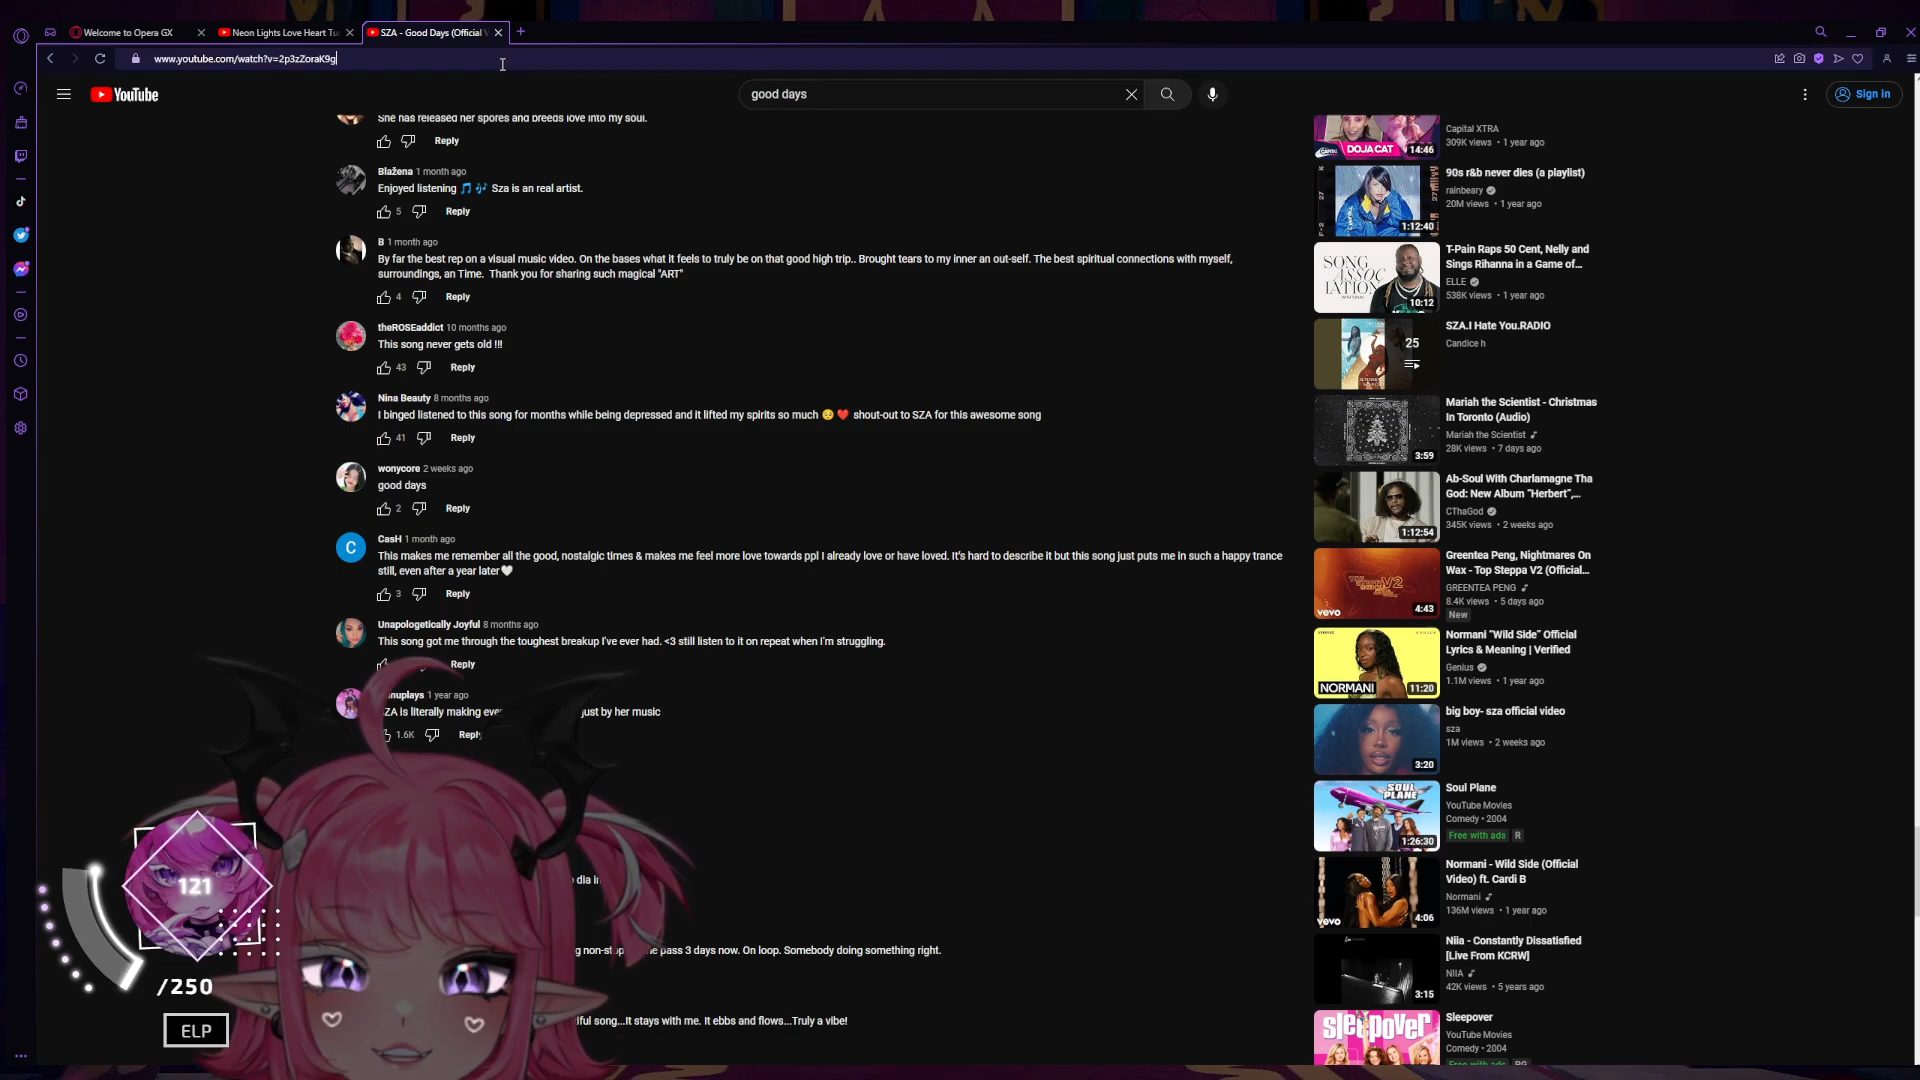 Welcome to Opera GX
Neon Lights Love Heart Tu
SZA - Good Days (Official V
www.youtube.com/watch?v=2p3zZoraK9g
YouTube
good days
Sign in
She has released her spores and breeds love into my soul.
Reply
Blažena 1 month ago
Enjoyed listening 🎵 🎶 Sza is an real artist.
5 Reply
B 1 month ago
By far the best rep on a visual music video. On the bases what it feels to truly be on that good high trip.. Brought tears to my inner an out-self. The best spiritual connections with myself,
surroundings, an Time. Thank you for sharing such magical "ART"
4 Reply
theROSEaddict 10 months ago
This song never gets old !!!
43 Reply
Nina Beauty 8 months ago
I binged listened to this song for months while being depressed and it lifted my spirits so much 🥺❤️ shout-out to SZA for this awesome song
41 Reply
wonycore 2 weeks ago
good days
2 Reply
C
CasH 1 month ago
This makes me remember all the good, nostalgic times & makes me feel more love towards ppl I already love or have loved. It's hard to describe it but this song just puts me in such a happy trance
still, even after a year later🤍
3 Reply
Unapologetically Joyful 8 months ago
This song got me through the toughest breakup I've ever had. <3 still listen to it on repeat when I'm struggling.
Reply
nuplays 1 year ago
ZA is literally making eve just by her music
1.6K Reply
dia i
g non-stop e pass 3 days now. On loop. Somebody doing something right.
iful song...It stays with me. It ebbs and flows...Truly a vibe!
121
/250
ELP
CAPITAL
DOJA CAT
14:46
Capital XTRA
309K views • 1 year ago
1:12:40
90s r&b never dies (a playlist)
rainbeary
20M views • 1 year ago
SONG
ASSOC
IATION
10:12
T-Pain Raps 50 Cent, Nelly and
Sings Rihanna in a Game of...
ELLE
538K views • 1 year ago
25
SZA.I Hate You.RADIO
Candice h
3:59
Mariah the Scientist - Christmas
In Toronto (Audio)
Mariah the Scientist
28K views • 7 days ago
1:12:54
Ab-Soul With Charlamagne Tha
God: New Album "Herbert",...
CThaGod
345K views • 2 weeks ago
TOP STEPPA V2
vevo
4:43
Greentea Peng, Nightmares On
Wax - Top Steppa V2 (Official...
GREENTEA PENG
8.4K views • 5 days ago
New
NORMANI
11:20
Normani "Wild Side" Official
Lyrics & Meaning | Verified
Genius
1.1M views • 1 year ago
3:20
big boy- sza official video
sza
1M views • 2 weeks ago
SOUL
PLANE
1:26:30
Soul Plane
YouTube Movies
Comedy • 2004
Free with ads R
vevo
4:06
Normani - Wild Side (Official
Video) ft. Cardi B
Normani
136M views • 1 year ago
3:15
Niia - Constantly Dissatisfied
[Live From KCRW]
NIIA
42K views • 5 years ago
sleepover
Sleepover
YouTube Movies
Comedy • 2004
Free with ads PG